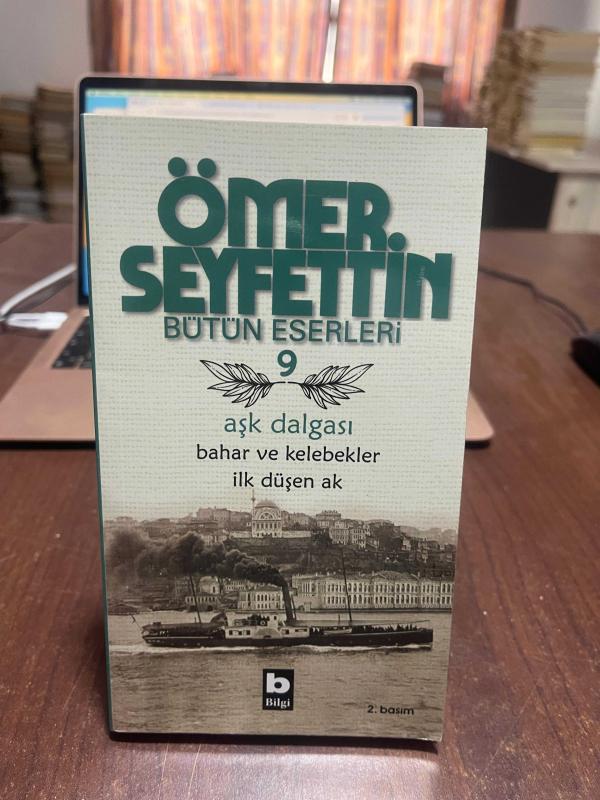 ÖMER
SEYFETTİN
BÜTÜN ESERLERİ
9
aşk dalgası
bahar ve kelebekler
ilk düşen ak
b
Bilgi
2. basım